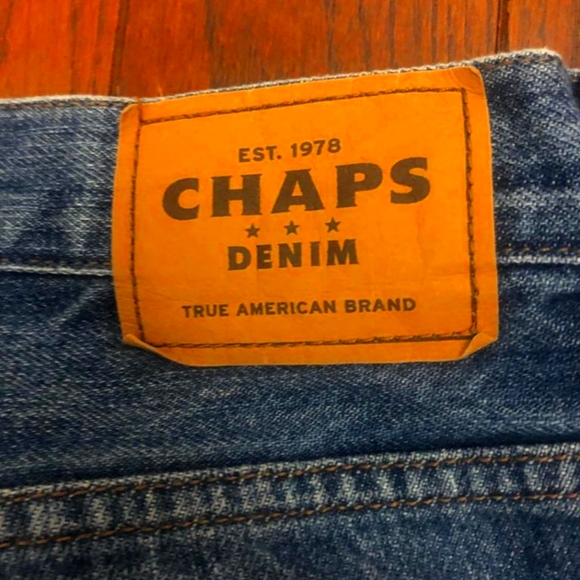 EST. 1978
CHAPS
★ ★ ★
DENIM
TRUE AMERICAN BRAND